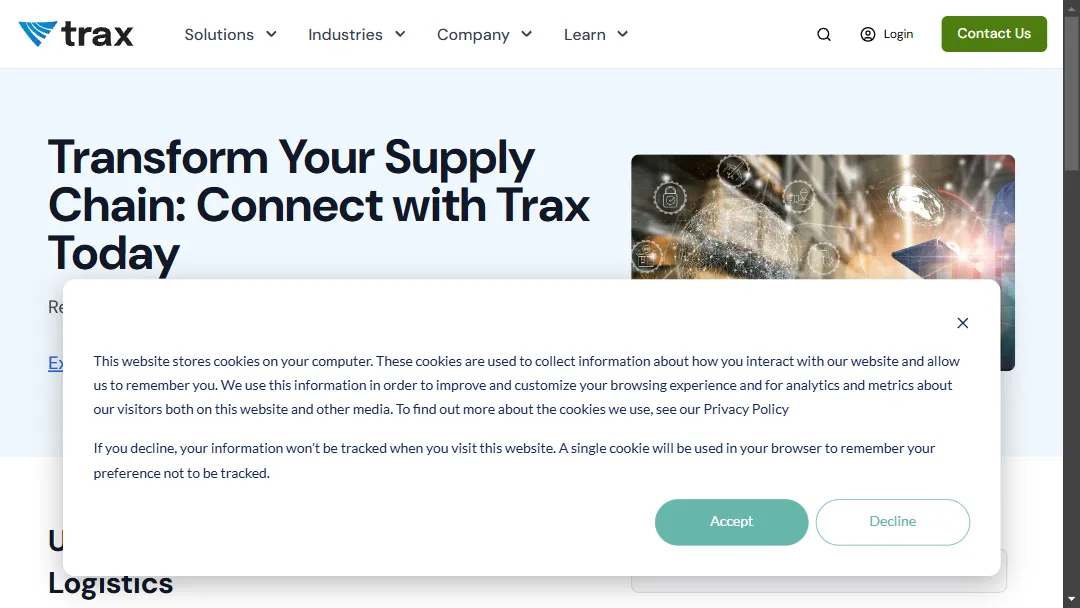 trax
Solutions
Industries
Company
Learn
Login
Contact Us
Transform Your Supply
Chain: Connect with Trax
Today
This website stores cookies on your computer. These cookies are used to collect information about how you interact with our website and allow
us to remember you. We use this information in order to improve and customize your browsing experience and for analytics and metrics about
our visitors both on this website and other media. To find out more about the cookies we use, see our Privacy Policy
If you decline, your information won't be tracked when you visit this website. A single cookie will be used in your browser to remember your
preference not to be tracked.
Accept
Decline
Logistics